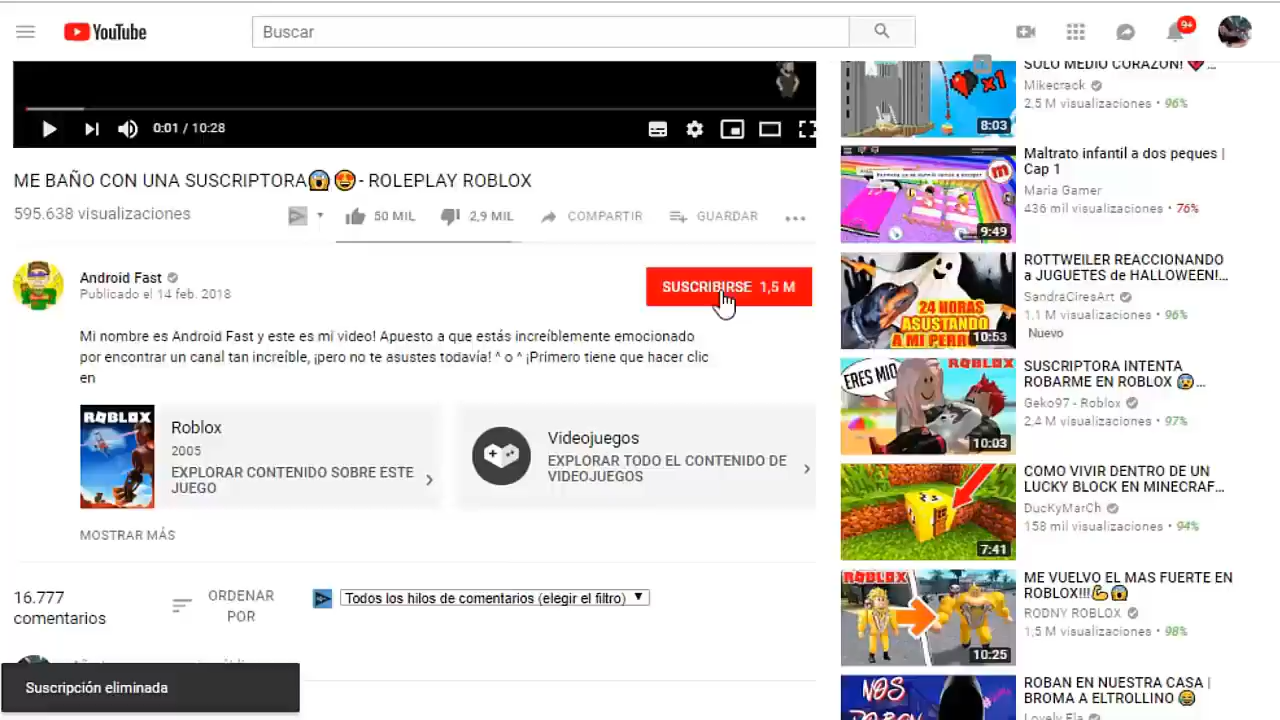 YouTube
Buscar
9+
0:01 / 10:28
ME BAÑO CON UNA SUSCRIPTORA😱😍- ROLEPLAY ROBLOX
595.638 visualizaciones
50 MIL
2,9 MIL
COMPARTIR
GUARDAR
Android Fast
Publicado el 14 feb. 2018
SUSCRIBIRSE 1,5 M
Mi nombre es Android Fast y este es mi video! Apuesto a que estás increíblemente emocionado
por encontrar un canal tan increíble, ¡pero no te asustes todavía! ^ o ^ ¡Primero tiene que hacer clic
en
ROBLOX
Roblox
2005
EXPLORAR CONTENIDO SOBRE ESTE
JUEGO
Videojuegos
EXPLORAR TODO EL CONTENIDO DE
VIDEOJUEGOS
MOSTRAR MÁS
16.777
comentarios
ORDENAR
POR
Todos los hilos de comentarios (elegir el filtro)
Suscripción eliminada
x1
8:03
SOLO MEDIO CORAZON! 💔...
Mikecrack
2,5 M visualizaciones • 96%
9:49
Maltrato infantil a dos peques |
Cap 1
Maria Gamer
436 mil visualizaciones • 76%
24 HORAS
ASUSTANDO
A MI PERRO
10:53
ROTTWEILER REACCIONANDO
a JUGUETES de HALLOWEEN!...
SandraCiresArt
1,1 M visualizaciones • 96%
Nuevo
ERES MIO
ROBLOX
10:03
SUSCRIPTORA INTENTA
ROBARME EN ROBLOX 😰...
Geko97 - Roblox
2,4 M visualizaciones • 97%
7:41
COMO VIVIR DENTRO DE UN
LUCKY BLOCK EN MINECRAF...
DucKyMarCh
158 mil visualizaciones • 94%
ROBLOX
10:25
ME VUELVO EL MAS FUERTE EN
ROBLOX!!!💪😱
RODNY ROBLOX
1,5 M visualizaciones • 98%
NOS
ROBAN EN NUESTRA CASA |
BROMA A ELTROLLINO 😂